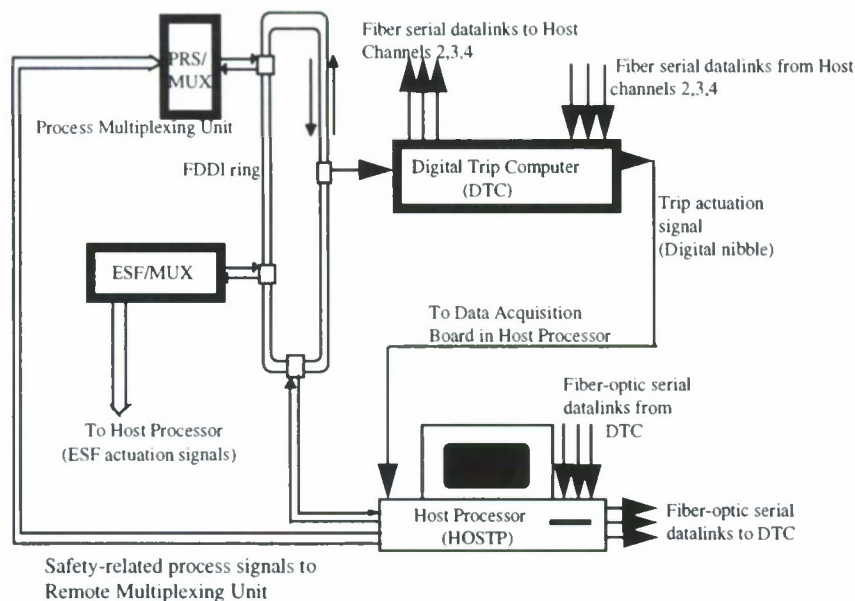 Fiber serial datalinks to Host
Channels 2,3,4
Fiber serial datalinks from Host
channels 2,3,4
PRS/
MUX
Process Multiplexing Unit
FDDI ring
Digital Trip Computer
(DTC)
Trip actuation
signal
(Digital nibble)
ESF/MUX
To Data Acquisition
Board in Host Processor
Fiber-optic serial
datalinks from
DTC
To Host Processor
(ESF actuation signals)
Host Processor
(HOSTP)
Fiber-optic serial
datalinks to DTC
Safety-related process signals to
Remote Multiplexing Unit